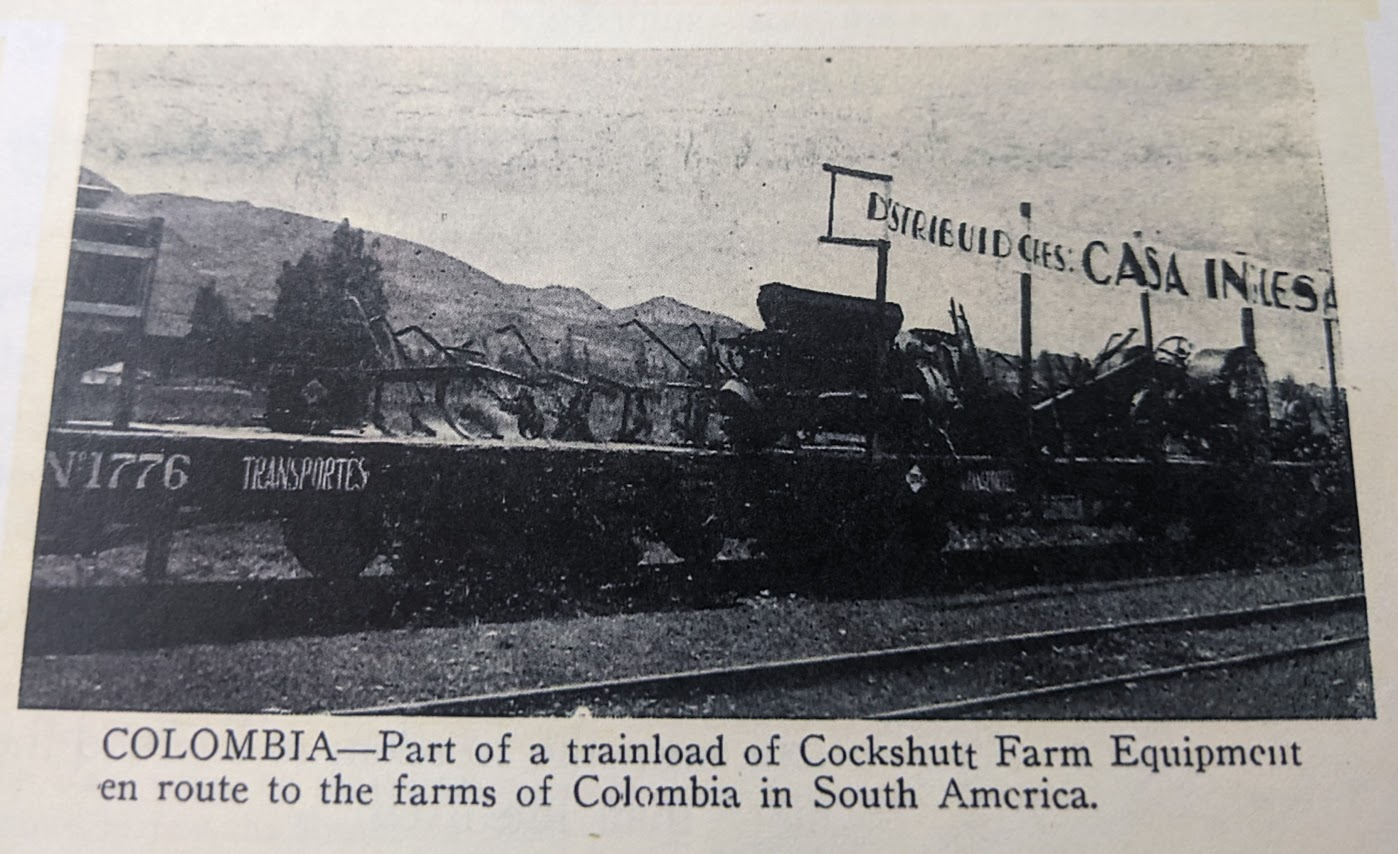 DISTRIBUIDORES: CASA INGLESA
Nº1776 TRANSPORTES
TRANSPORTES
COLOMBIA—Part of a trainload of Cockshutt Farm Equipment
en route to the farms of Colombia in South America.